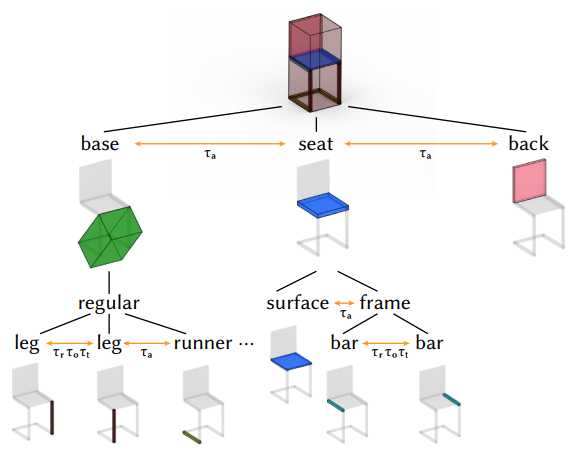 base seat back
τa τa
regular surface frame
τa
leg leg runner ··· bar bar
τr τo τt τa τr τo τt